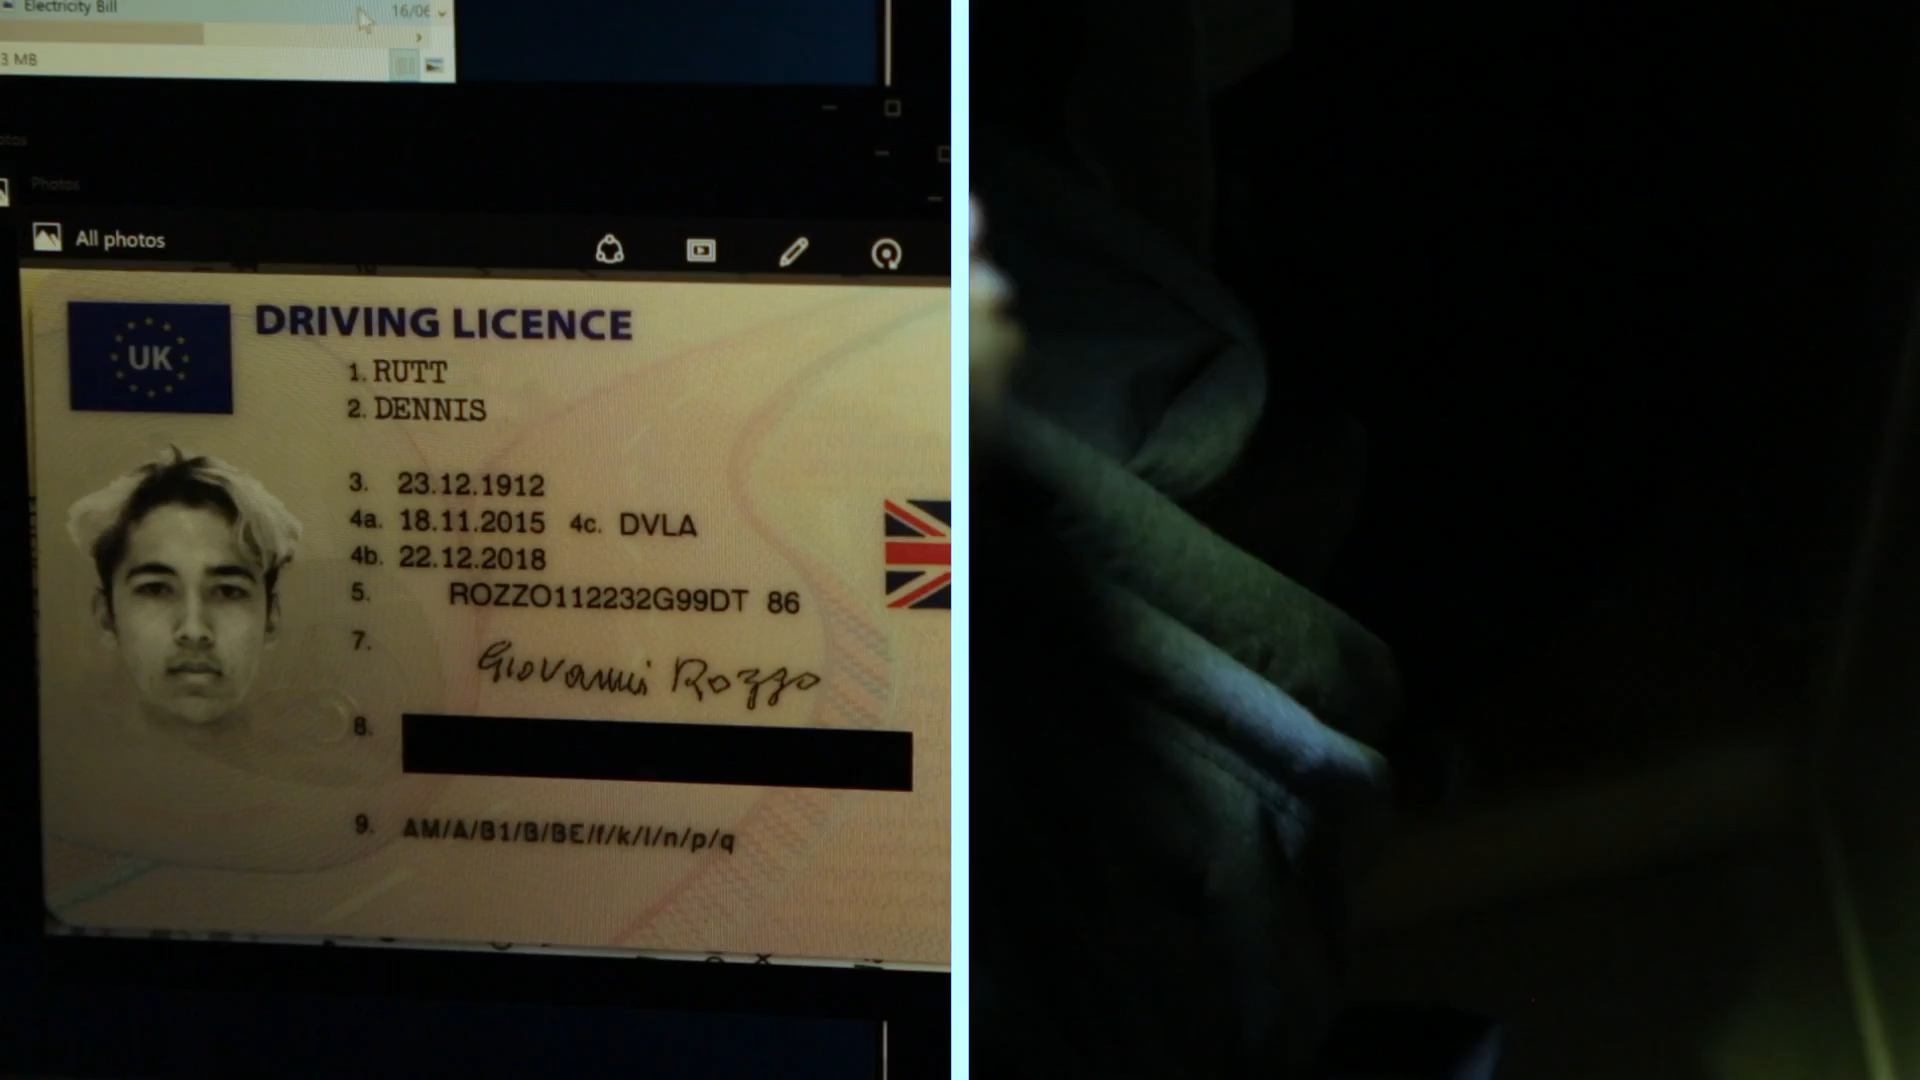 Electricity Bill 16/06
3 MB
otos
Photos
All photos
UK
DRIVING LICENCE
1. RUTT
2. DENNIS
3. 23.12.1912
4a. 18.11.2015 4c. DVLA
4b. 22.12.2018
5. ROZZO112232G99DT 86
7. Giovanni Rozzo
8.
9. AM/A/B1/B/BE/f/k/l/n/p/q